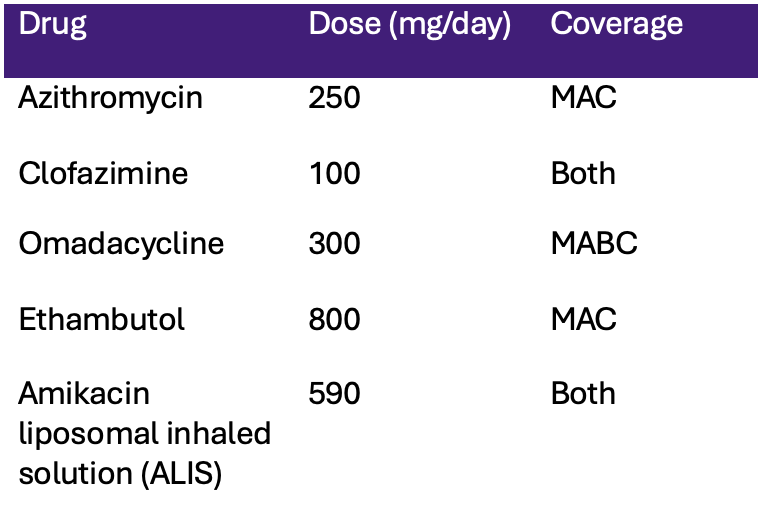 Drug Dose (mg/day) Coverage
Azithromycin 250 MAC
Clofazimine 100 Both
Omadacycline 300 MABC
Ethambutol 800 MAC
Amikacin 590 Both
liposomal inhaled
solution (ALIS)